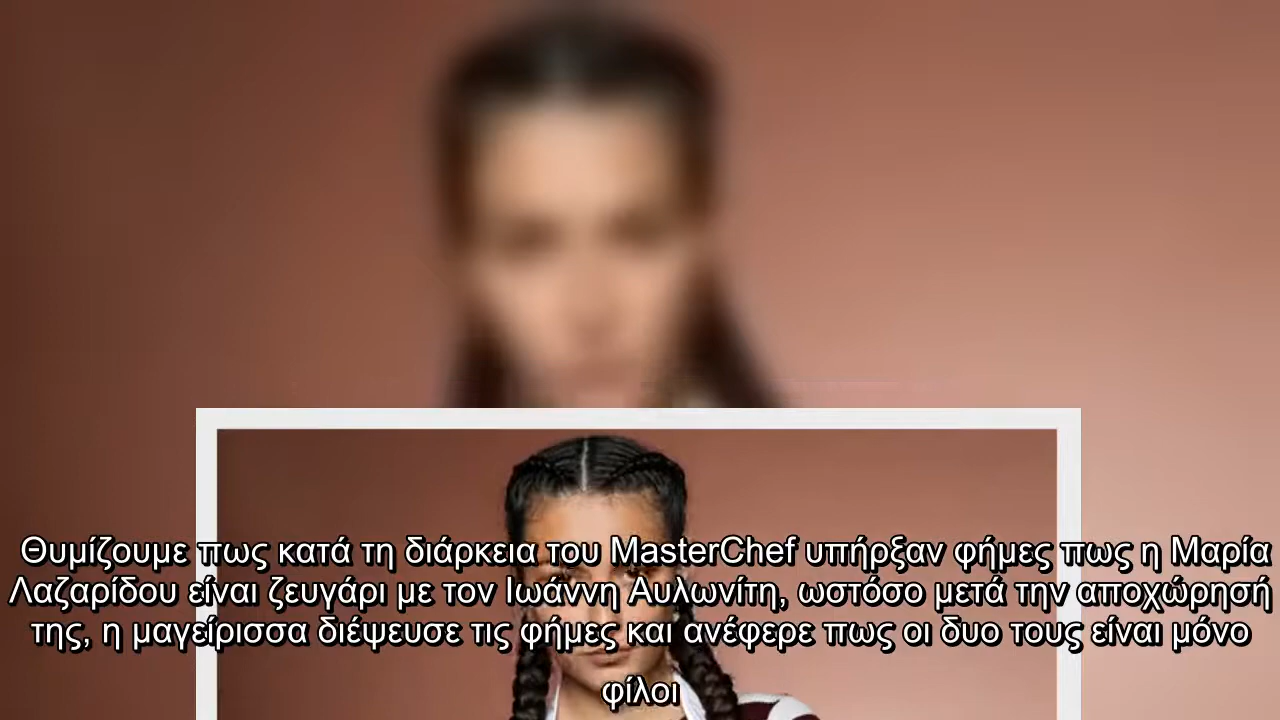 Θυμίζουμε πως κατά τη διάρκεια του MasterChef υπήρξαν φήμες πως η Μαρία
Λαζαρίδου είναι ζευγάρι με τον Ιωάννη Αυλωνίτη, ωστόσο μετά την αποχώρησή
της, η μαγείρισσα διέψευσε τις φήμες και ανέφερε πως οι δυο τους είναι μόνο
φίλοι